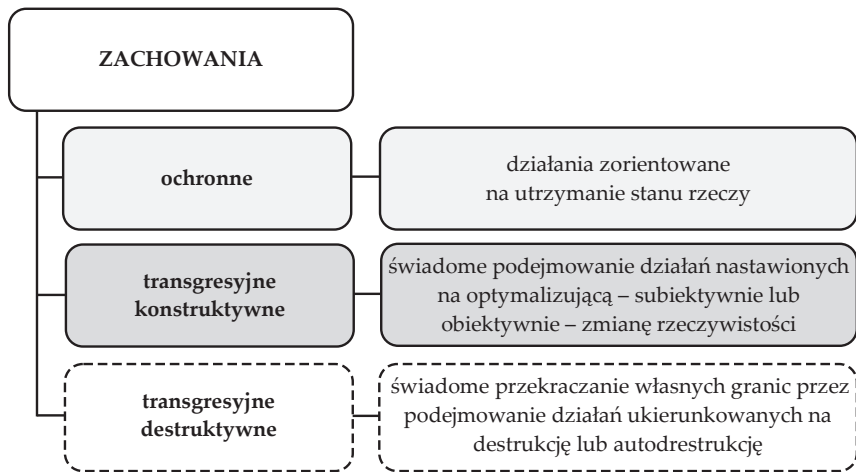 ZACHOWANIA
ochronne
działania zorientowane
na utrzymanie stanu rzeczy
transgresyjne
konstruktywne
świadome podejmowanie działań nastawionych
na optymalizującą – subiektywnie lub
obiektywnie – zmianę rzeczywistości
transgresyjne
destruktywne
świadome przekraczanie własnych granic przez
podejmowanie działań ukierunkowanych na
destrukcję lub autodrestrukcję